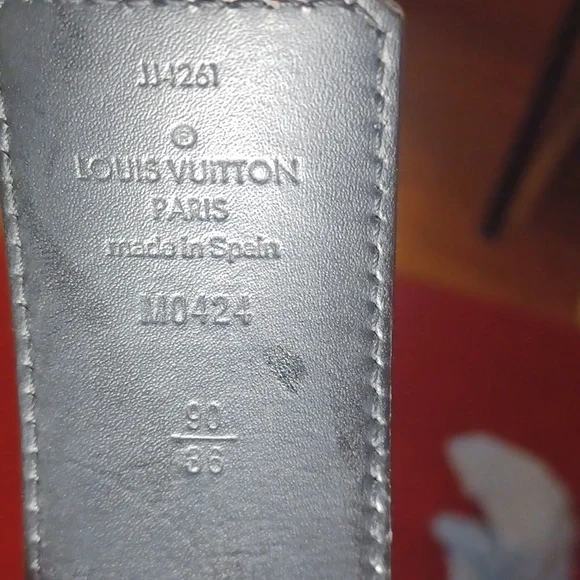 JJ4261
®
LOUIS VUITTON
PARIS
made in Spain
M0424
90
36